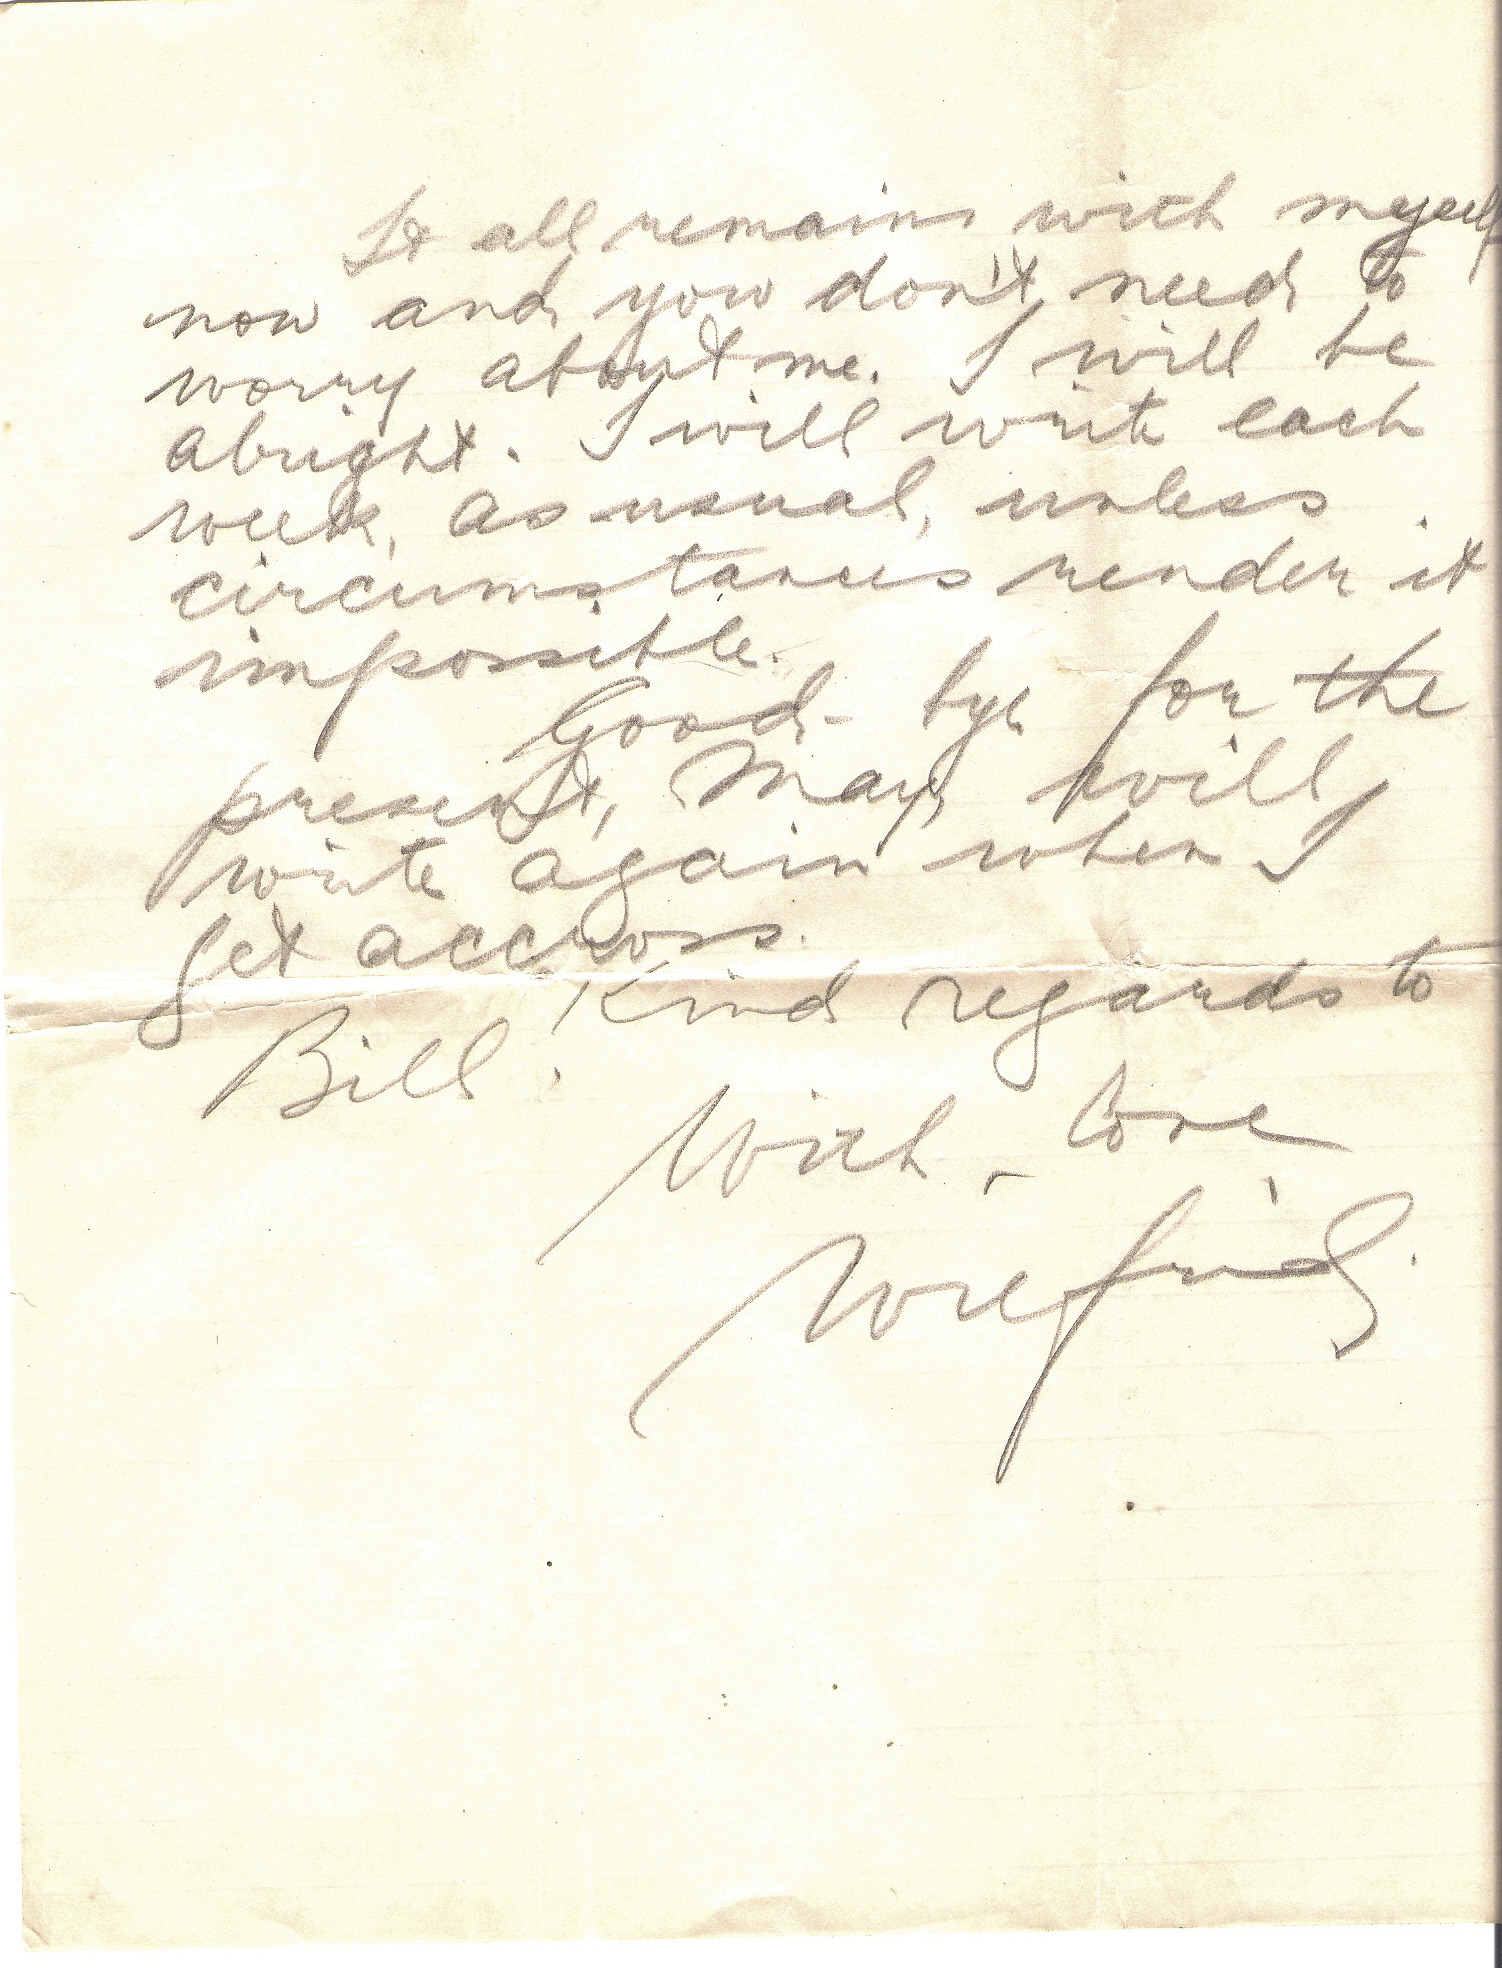 It all remains with myself
now and you don't need to
worry about me. I will be
alright. I will write each
week, as usual, unless
circumstances render it
impossible.
Good-bye for the
present, May, will
write again when I
get accross.
Kind regards to
Bill.
With love
Wilfrid.